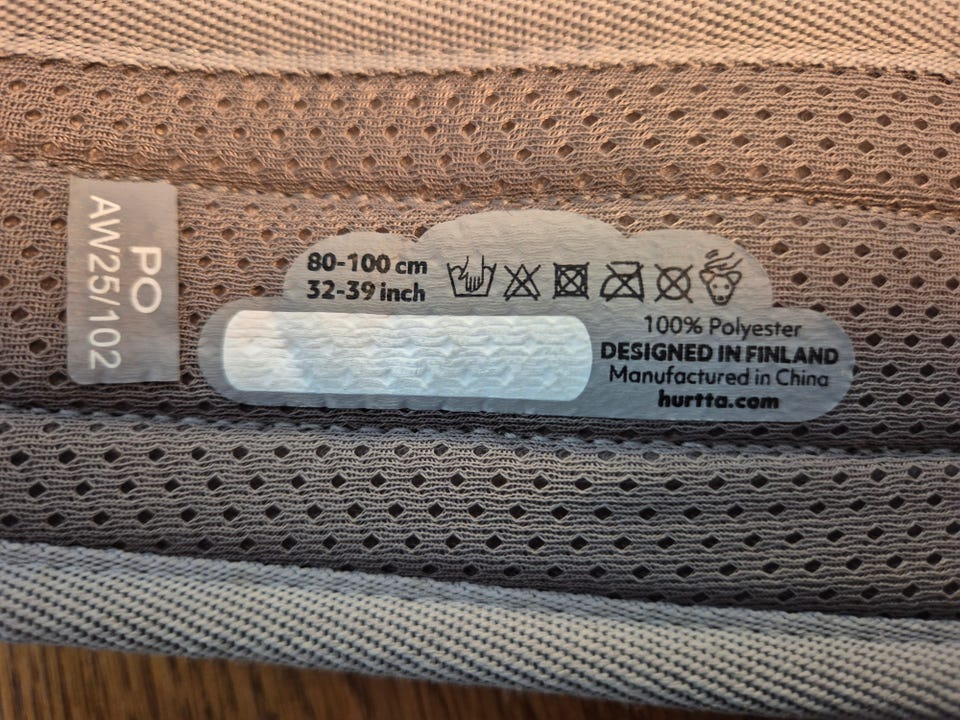 PO
AW25/102
80-100 cm
32-39 inch
100% Polyester
DESIGNED IN FINLAND
Manufactured in China
hurtta.com